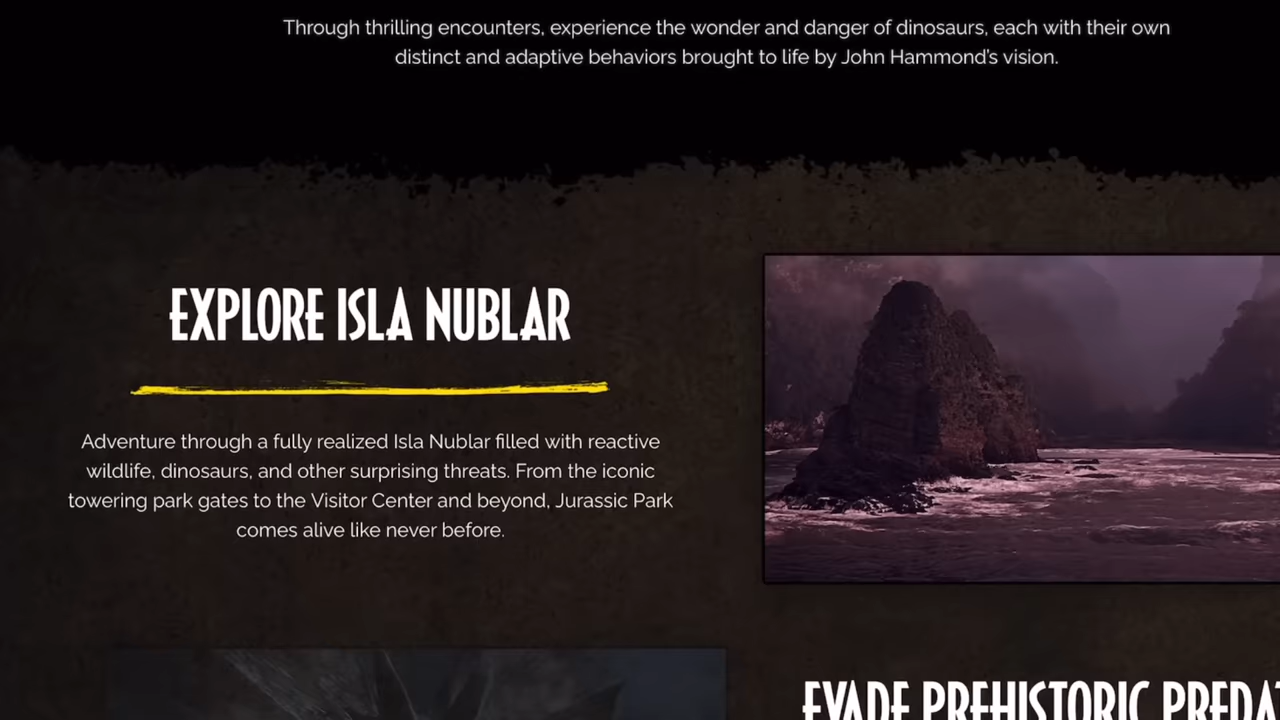 Through thrilling encounters, experience the wonder and danger of dinosaurs, each with their own
distinct and adaptive behaviors brought to life by John Hammond's vision.
EXPLORE ISLA NUBLAR
Adventure through a fully realized Isla Nublar filled with reactive
wildlife, dinosaurs, and other surprising threats. From the iconic
towering park gates to the Visitor Center and beyond, Jurassic Park
comes alive like never before.
EVADE PREHISTORIC